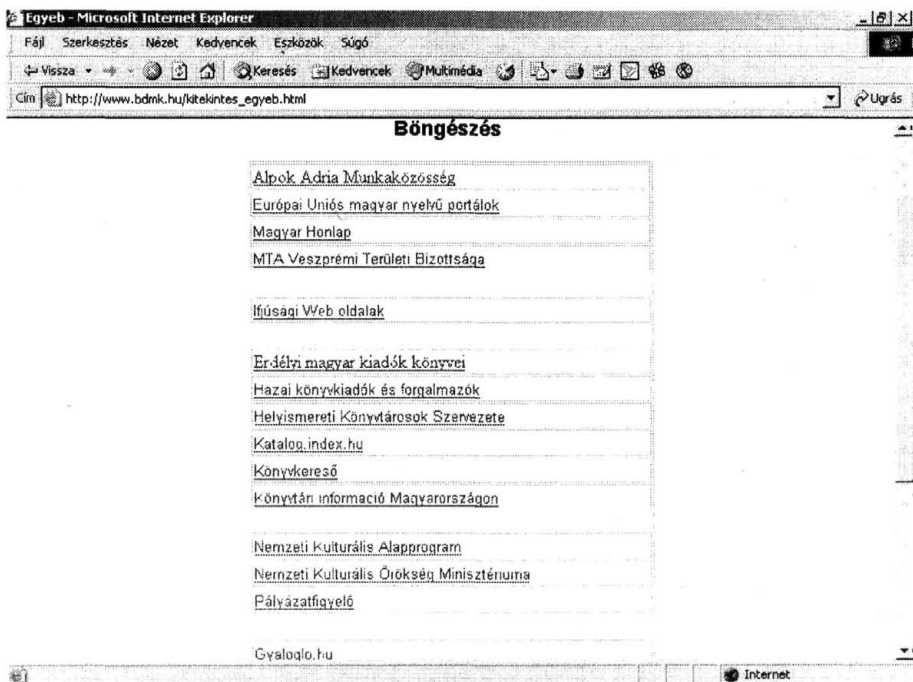 Egyeb - Microsoft Internet Explorer
Fájl Szerkesztés Nézet Kedvencek Eszközök Súgó
Vissza Keresés Kedvencek Multimédia
Cím http://www.bdmk.hu/kitekintes_egyeb.html Ugrás
Böngészés
Alpok Adria Munkaközösség
Európai Uniós magyar nyelvű portálok
Magyar Honlap
MTA Veszprémi Területi Bizottsága
Ifjúsági Web oldalak
Erdélyi magyar kiadók könyvei
Hazai könyvkiadók és forgalmazók
Helyismereti Könyvtárosok Szervezete
Katalog.index.hu
Könyvkereső
Könyvtári információ Magyarországon
Nemzeti Kulturális Alapprogram
Nemzeti Kulturális Örökség Minisztériuma
Pályázatfigyelő
Gyaloglo.hu
Internet